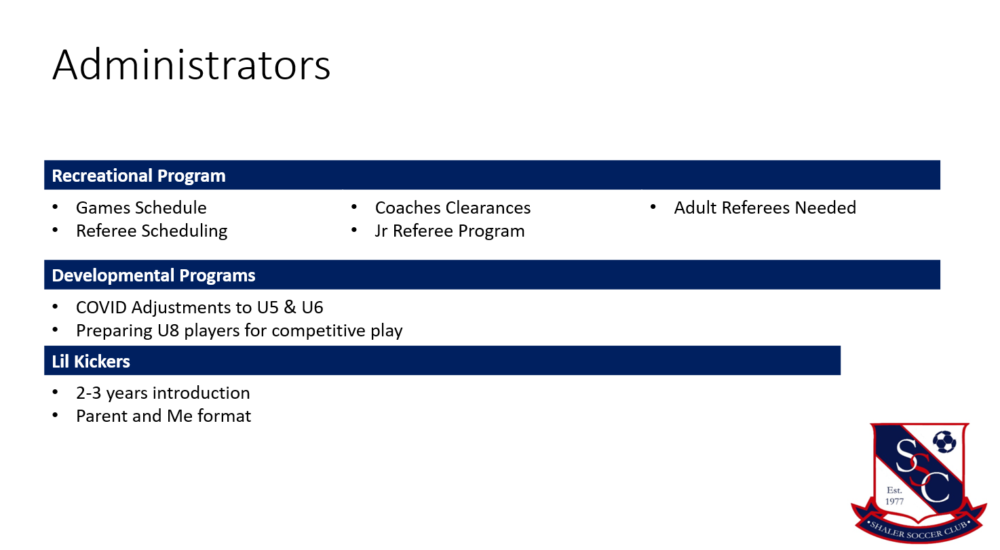 Administrators
Recreational Program
• Games Schedule
• Referee Scheduling
• Coaches Clearances
• Jr Referee Program
• Adult Referees Needed
Developmental Programs
• COVID Adjustments to U5 & U6
• Preparing U8 players for competitive play
Lil Kickers
• 2-3 years introduction
• Parent and Me format
SSC
Est.
1977
•SHALER SOCCER CLUB•